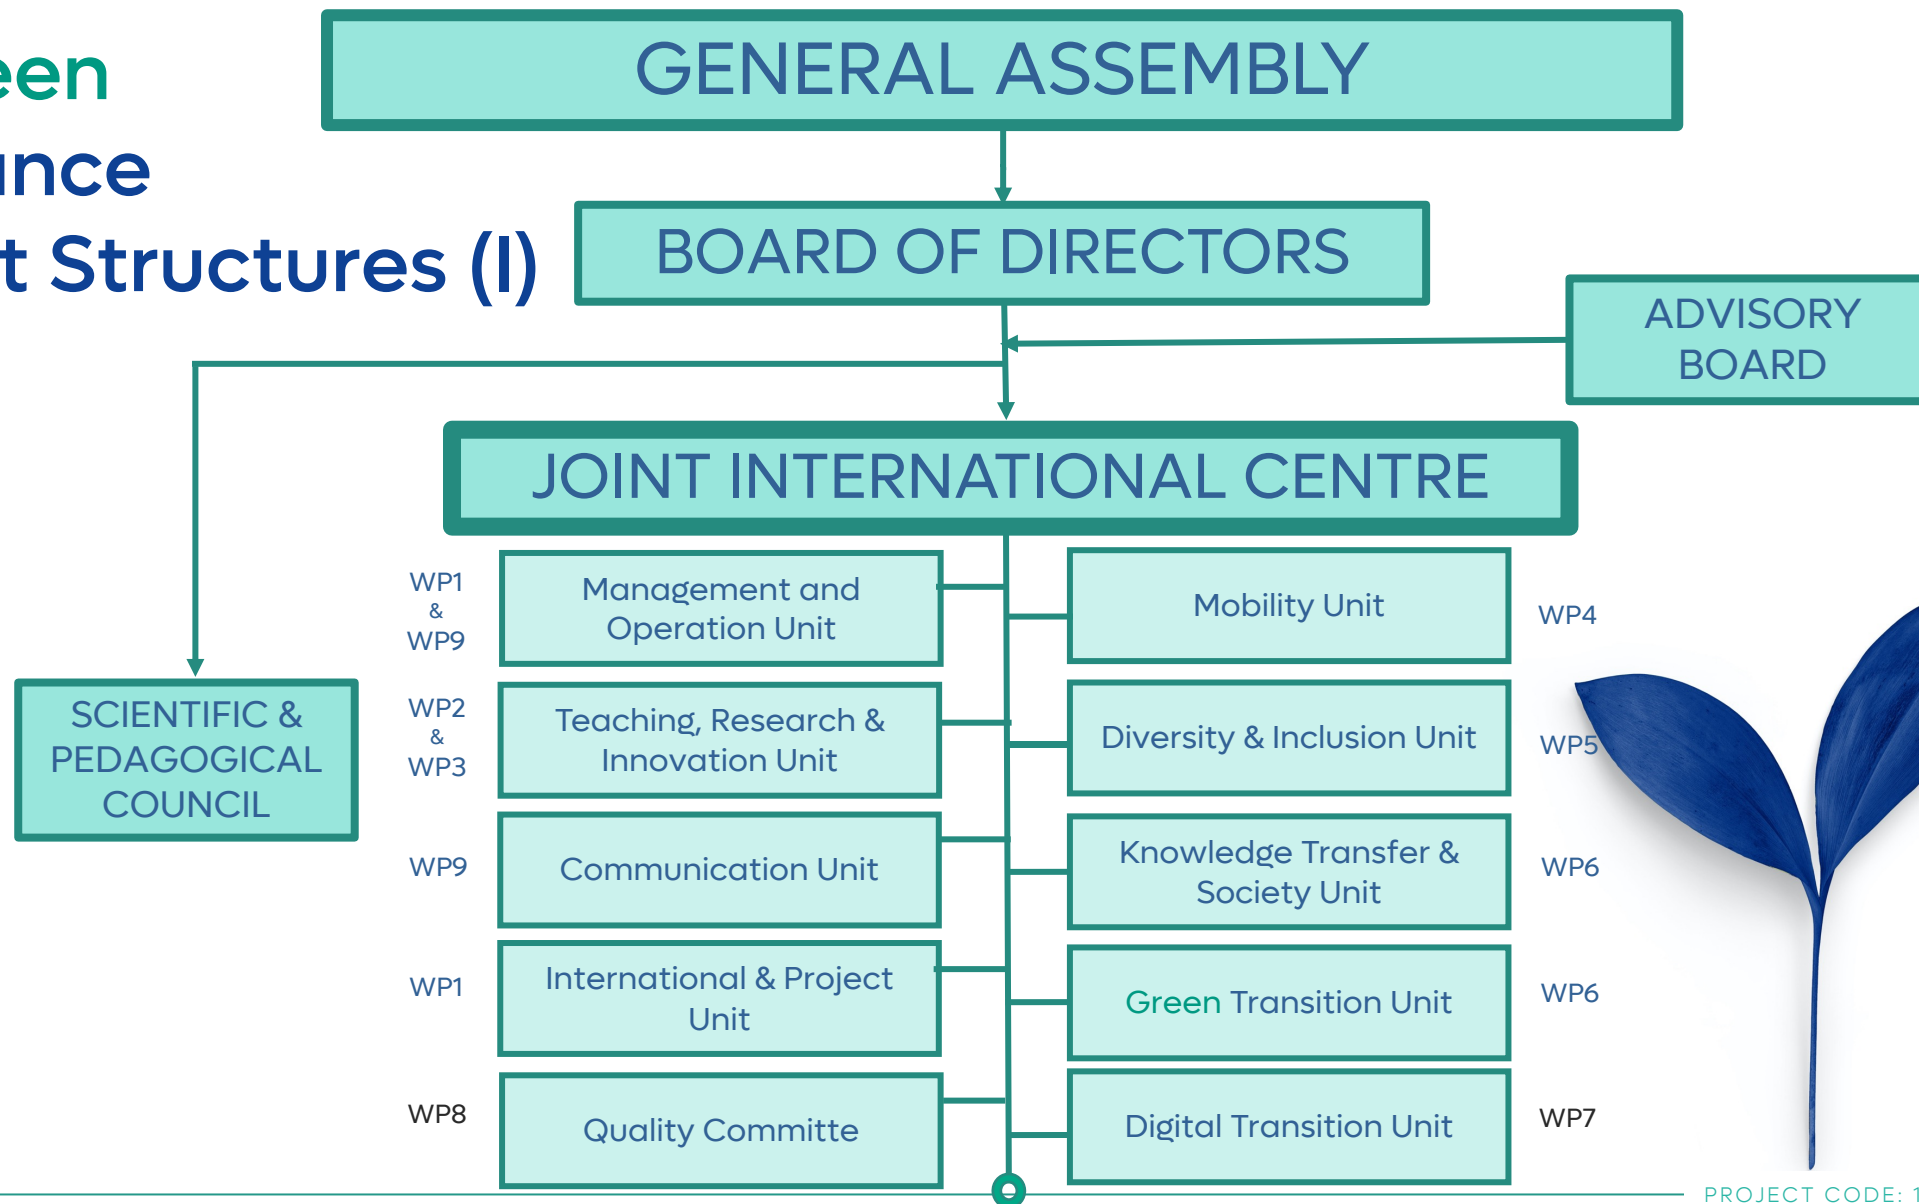 een
ance
t Structures (I)
GENERAL ASSEMBLY
BOARD OF DIRECTORS
ADVISORY
BOARD
JOINT INTERNATIONAL CENTRE
SCIENTIFIC &
PEDAGOGICAL
COUNCIL
WP1
&
WP9
Management and
Operation Unit
Mobility Unit
WP4
WP2
&
WP3
Teaching, Research &
Innovation Unit
Diversity & Inclusion Unit
WP5
WP9
Communication Unit
Knowledge Transfer &
Society Unit
WP6
WP1
International & Project
Unit
Green Transition Unit
WP6
WP8
Quality Committe
Digital Transition Unit
WP7
PROJECT CODE: 1